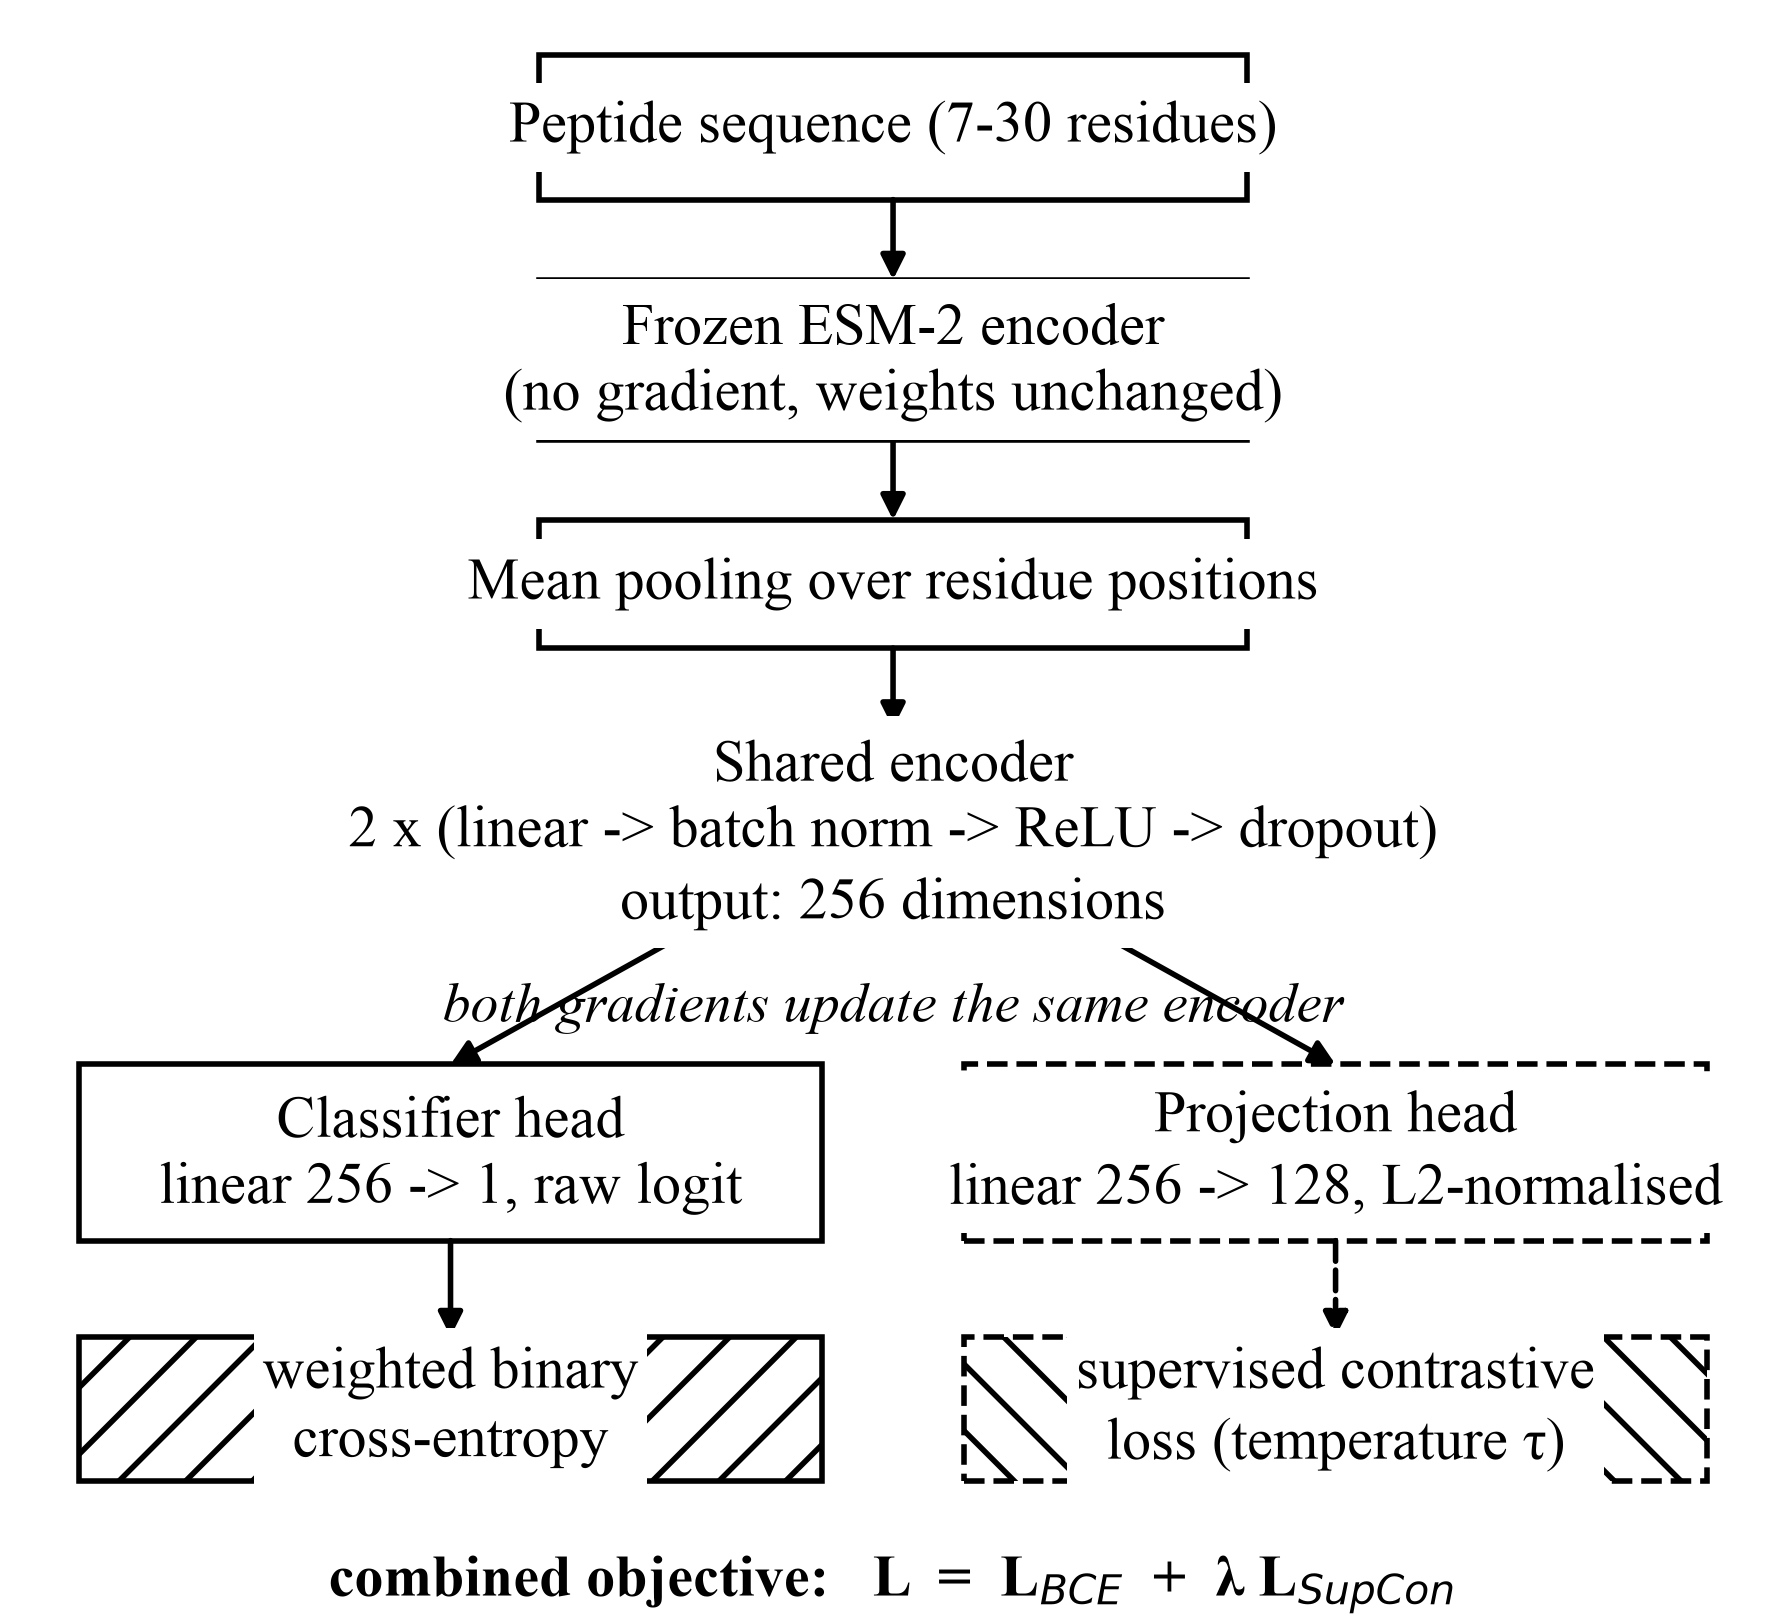 Peptide sequence (7-30 residues)
Frozen ESM-2 encoder
(no gradient, weights unchanged)
Mean pooling over residue positions
Shared encoder
2 x (linear -> batch norm -> ReLU -> dropout)
output: 256 dimensions
both gradients update the same encoder
Classifier head
linear 256 -> 1, raw logit
Projection head
linear 256 -> 128, L2-normalised
weighted binary
cross-entropy
supervised contrastive
loss (temperature τ)
combined objective: L = L_BCE + λ L_SupCon